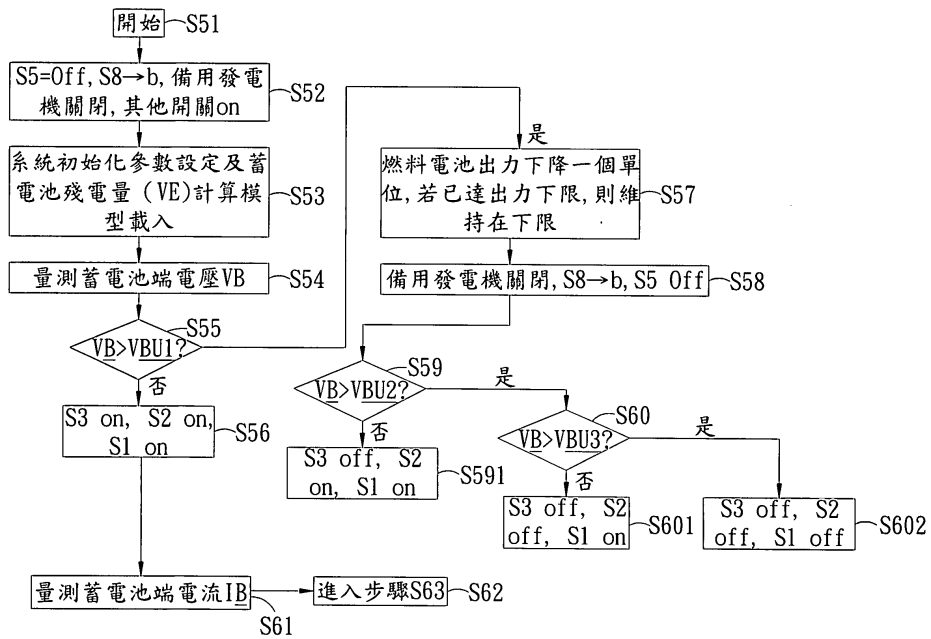 開始
S51
S5=Off, S8→b, 備用發電
機關閉, 其他開關on
S52
系統初始化參數設定及蓄
電池殘電量 (VE)計算模
型載入
S53
量測蓄電池端電壓VB
S54
VB>VBU1?
S55
是
否
S3 on, S2 on,
S1 on
S56
燃料電池出力下降一個單
位, 若已達出力下限, 則維
持在下限
S57
備用發電機關閉, S8→b, S5 Off
S58
VB>VBU2?
S59
是
否
S3 off, S2
on, S1 on
S591
VB>VBU3?
S60
是
否
S3 off, S2
off, S1 on
S601
S3 off, S2
off, S1 off
S602
量測蓄電池端電流IB
S61
進入步驟S63
S62